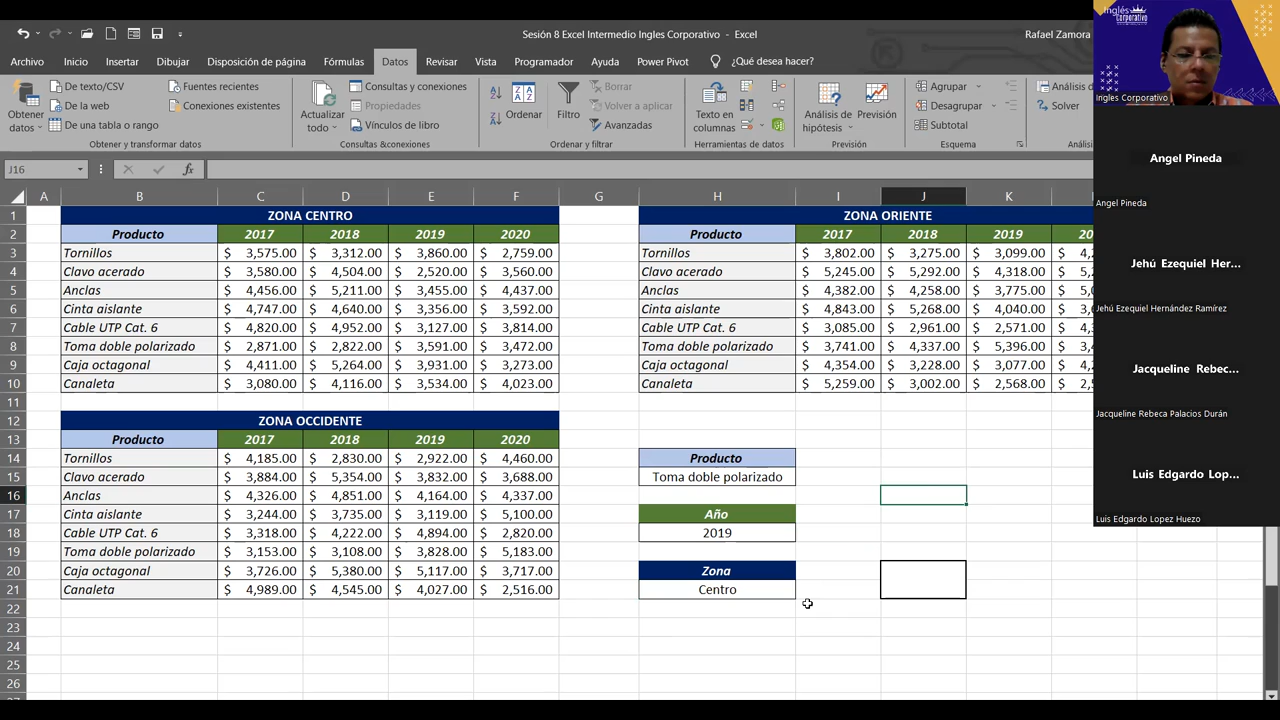 Sesión 8 Excel Intermedio Ingles Corporativo - Excel
Rafael Zamora
Archivo Inicio Insertar Dibujar Disposición de página Fórmulas Datos Revisar Vista Programador Ayuda Power Pivot ¿Qué desea hacer?
Obtener datos
De texto/CSV
De la web
De una tabla o rango
Fuentes recientes
Conexiones existentes
Obtener y transformar datos
Actualizar todo
Consultas y conexiones
Propiedades
Vínculos de libro
Consultas &conexiones
Ordenar
Filtro
Borrar
Volver a aplicar
Avanzadas
Ordenar y filtrar
Texto en columnas
Herramientas de datos
Análisis de hipótesis
Previsión
Previsión
Agrupar
Desagrupar
Subtotal
Esquema
Análisis d
Solver
Análisis
J16
fx
A B C D E F G H I J K
1 ZONA CENTRO ZONA ORIENTE
2 Producto 2017 2018 2019 2020 Producto 2017 2018 2019 20
3 Tornillos $ 3,575.00 $ 3,312.00 $ 3,860.00 $ 2,759.00 Tornillos $ 3,802.00 $ 3,275.00 $ 3,099.00 $
4 Clavo acerado $ 3,580.00 $ 4,504.00 $ 2,520.00 $ 3,560.00 Clavo acerado $ 5,245.00 $ 5,292.00 $ 4,318.00 $
5 Anclas $ 4,456.00 $ 5,211.00 $ 3,455.00 $ 4,437.00 Anclas $ 4,382.00 $ 4,258.00 $ 3,775.00 $
6 Cinta aislante $ 4,747.00 $ 4,640.00 $ 3,356.00 $ 3,592.00 Cinta aislante $ 4,843.00 $ 5,268.00 $ 4,040.00 $
7 Cable UTP Cat. 6 $ 4,820.00 $ 4,952.00 $ 3,127.00 $ 3,814.00 Cable UTP Cat. 6 $ 3,085.00 $ 2,961.00 $ 2,571.00 $
8 Toma doble polarizado $ 2,871.00 $ 2,822.00 $ 3,591.00 $ 3,472.00 Toma doble polarizado $ 3,741.00 $ 4,337.00 $ 5,396.00 $
9 Caja octagonal $ 4,411.00 $ 5,264.00 $ 3,931.00 $ 3,273.00 Caja octagonal $ 4,354.00 $ 3,228.00 $ 3,077.00 $
10 Canaleta $ 3,080.00 $ 4,116.00 $ 3,534.00 $ 4,023.00 Canaleta $ 5,259.00 $ 3,002.00 $ 2,568.00 $
11
12 ZONA OCCIDENTE
13 Producto 2017 2018 2019 2020
14 Tornillos $ 4,185.00 $ 2,830.00 $ 2,922.00 $ 4,460.00 Producto
15 Clavo acerado $ 3,884.00 $ 5,354.00 $ 3,832.00 $ 3,688.00 Toma doble polarizado
16 Anclas $ 4,326.00 $ 4,851.00 $ 4,164.00 $ 4,337.00
17 Cinta aislante $ 3,244.00 $ 3,735.00 $ 3,119.00 $ 5,100.00 Año
18 Cable UTP Cat. 6 $ 3,318.00 $ 4,222.00 $ 4,894.00 $ 2,820.00 2019
19 Toma doble polarizado $ 3,153.00 $ 3,108.00 $ 3,828.00 $ 5,183.00
20 Caja octagonal $ 3,726.00 $ 5,380.00 $ 5,117.00 $ 3,717.00 Zona
21 Canaleta $ 4,989.00 $ 4,545.00 $ 4,027.00 $ 2,516.00 Centro
22
23
24
25
26
Inglés
Corporativo
Ingles Corporativo
Angel Pineda
Angel Pineda
Jehú Ezequiel Her...
Jehú Ezequiel Hernández Ramírez
Jacqueline Rebec...
Jacqueline Rebeca Palacios Durán
Luis Edgardo Lop...
Luis Edgardo Lopez Huezo